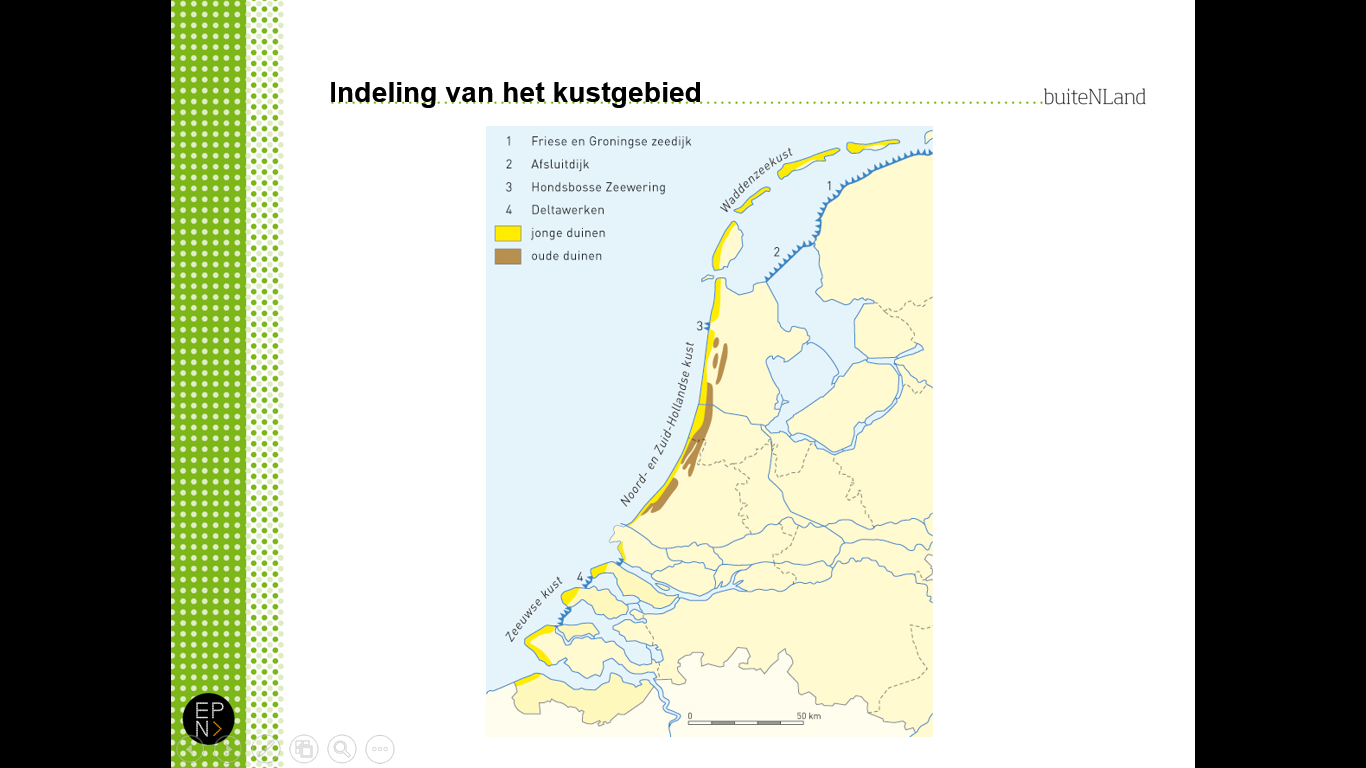 Indeling van het kustgebied
buiteNLand
1 Friese en Groningse zeedijk
2 Afsluitdijk
3 Hondsbosse Zeewering
4 Deltawerken
jonge duinen
oude duinen
Waddenzeekust
1
2
3
Noord- en Zuid-Hollandse kust
4
Zeeuwse kust
0 50 km
EP
N